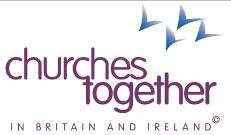 churches
together
IN BRITAIN AND IRELAND©